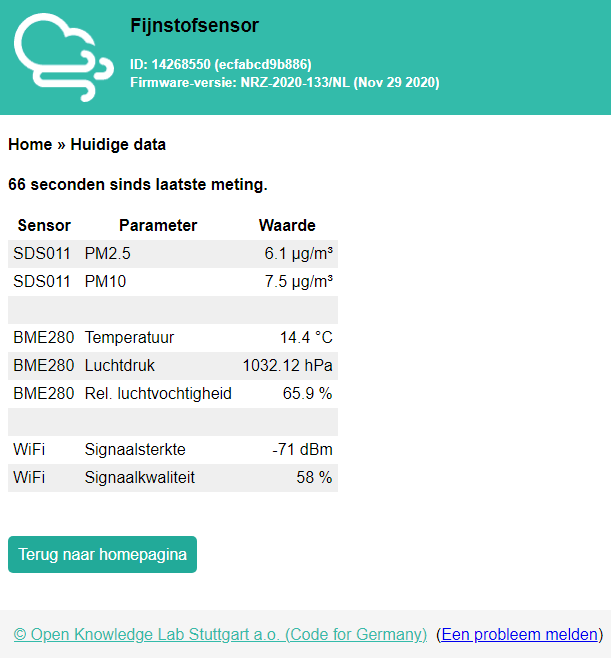 Fijnstofsensor
ID: 14268550 (ecfabcd9b886)
Firmware-versie: NRZ-2020-133/NL (Nov 29 2020)
Home » Huidige data
66 seconden sinds laatste meting.
Sensor Parameter Waarde
SDS011 PM2.5 6.1 µg/m³
SDS011 PM10 7.5 µg/m³
BME280 Temperatuur 14.4 °C
BME280 Luchtdruk 1032.12 hPa
BME280 Rel. luchtvochtigheid 65.9 %
WiFi Signaalsterkte -71 dBm
WiFi Signaalkwaliteit 58 %
Terug naar homepagina
© Open Knowledge Lab Stuttgart a.o. (Code for Germany) (Een probleem melden)